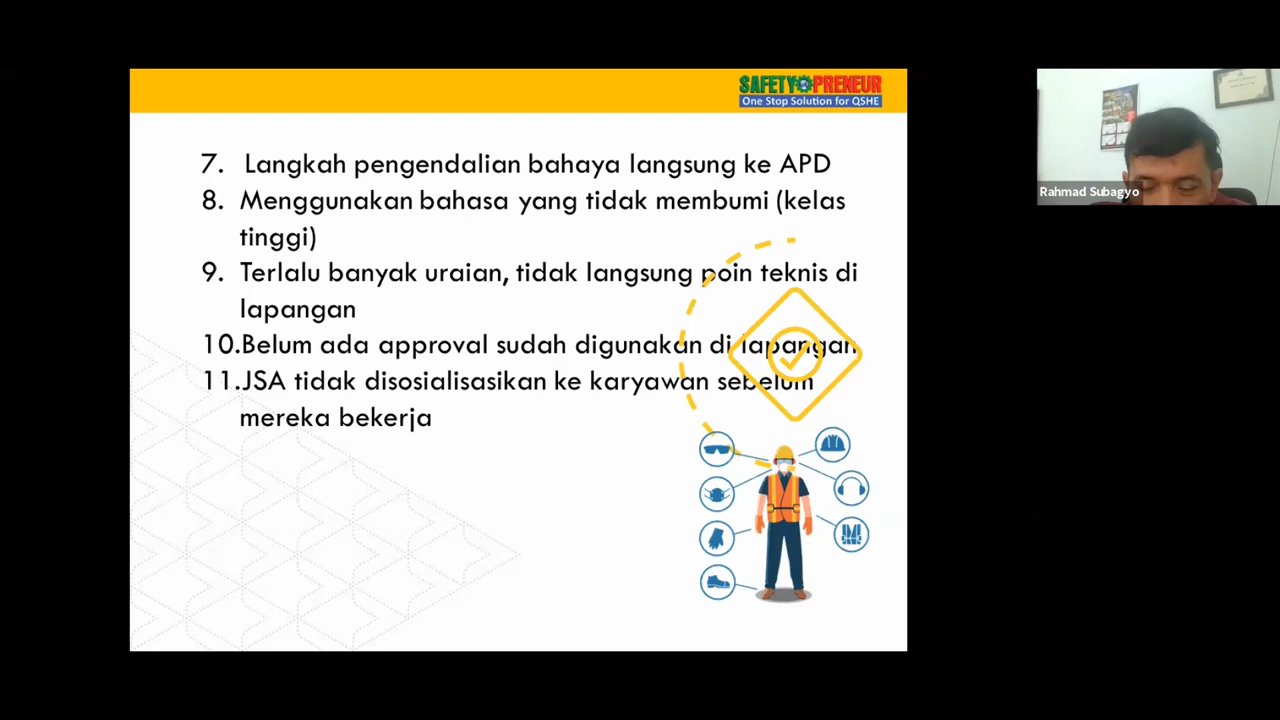 SAFETYPRENEUR
One Stop Solution for QSHE
7. Langkah pengendalian bahaya langsung ke APD
8. Menggunakan bahasa yang tidak membumi (kelas
tinggi)
9. Terlalu banyak uraian, tidak langsung poin teknis di
lapangan
10.Belum ada approval sudah digunakan di lapangan
11.JSA tidak disosialisasikan ke karyawan sebelum
mereka bekerja
Rahmad Subagyo